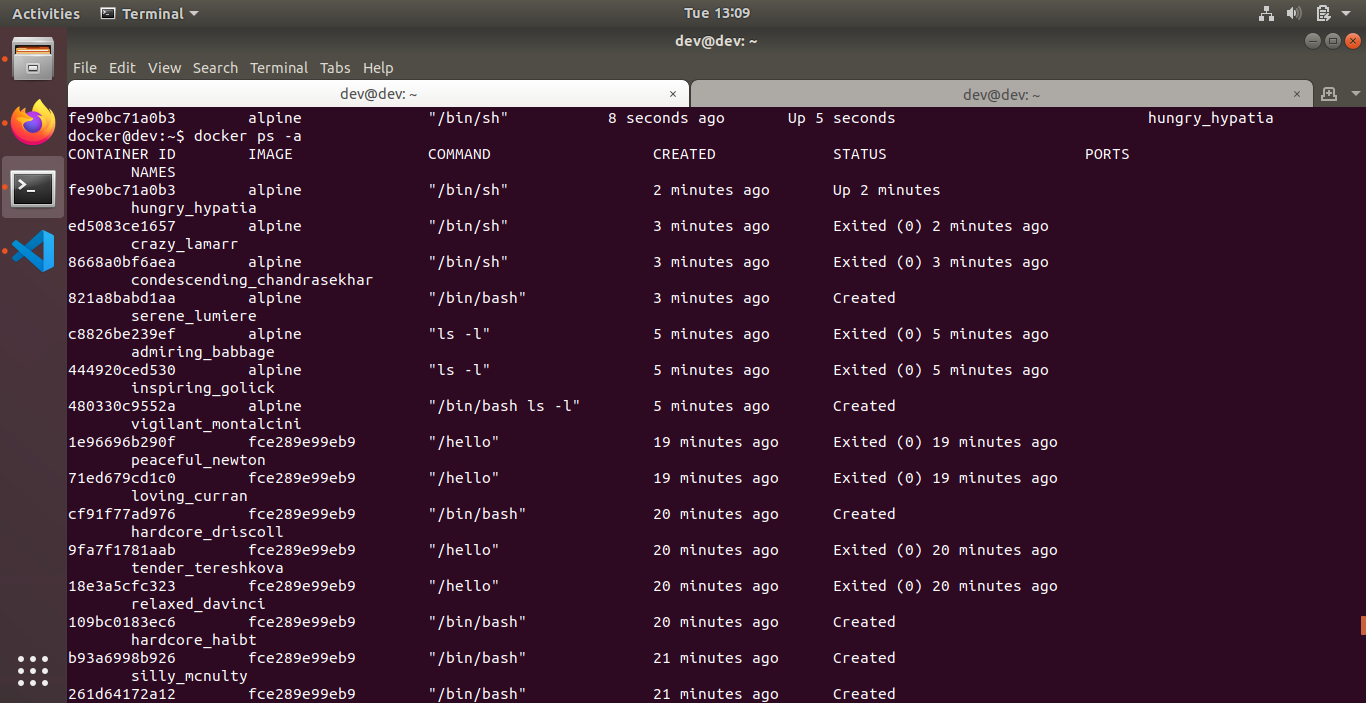 Activities Terminal Tue 13:09
dev@dev: ~
File Edit View Search Terminal Tabs Help
dev@dev: ~ × dev@dev: ~ ×
fe90bc71a0b3 alpine "/bin/sh" 8 seconds ago Up 5 seconds hungry_hypatia
docker@dev:~$ docker ps -a
CONTAINER ID IMAGE COMMAND CREATED STATUS PORTS
NAMES
fe90bc71a0b3 alpine "/bin/sh" 2 minutes ago Up 2 minutes
hungry_hypatia
ed5083ce1657 alpine "/bin/sh" 3 minutes ago Exited (0) 2 minutes ago
crazy_lamarr
8668a0bf6aea alpine "/bin/sh" 3 minutes ago Exited (0) 3 minutes ago
condescending_chandrasekhar
821a8babd1aa alpine "/bin/bash" 3 minutes ago Created
serene_lumiere
c8826be239ef alpine "ls -l" 5 minutes ago Exited (0) 5 minutes ago
admiring_babbage
444920ced530 alpine "ls -l" 5 minutes ago Exited (0) 5 minutes ago
inspiring_golick
480330c9552a alpine "/bin/bash ls -l" 5 minutes ago Created
vigilant_montalcini
1e96696b290f fce289e99eb9 "/hello" 19 minutes ago Exited (0) 19 minutes ago
peaceful_newton
71ed679cd1c0 fce289e99eb9 "/hello" 19 minutes ago Exited (0) 19 minutes ago
loving_curran
cf91f77ad976 fce289e99eb9 "/bin/bash" 20 minutes ago Created
hardcore_driscoll
9fa7f1781aab fce289e99eb9 "/hello" 20 minutes ago Exited (0) 20 minutes ago
tender_tereshkova
18e3a5cfc323 fce289e99eb9 "/hello" 20 minutes ago Exited (0) 20 minutes ago
relaxed_davinci
109bc0183ec6 fce289e99eb9 "/bin/bash" 20 minutes ago Created
hardcore_haibt
b93a6998b926 fce289e99eb9 "/bin/bash" 21 minutes ago Created
silly_mcnulty
261d64172a12 fce289e99eb9 "/bin/bash" 21 minutes ago Created